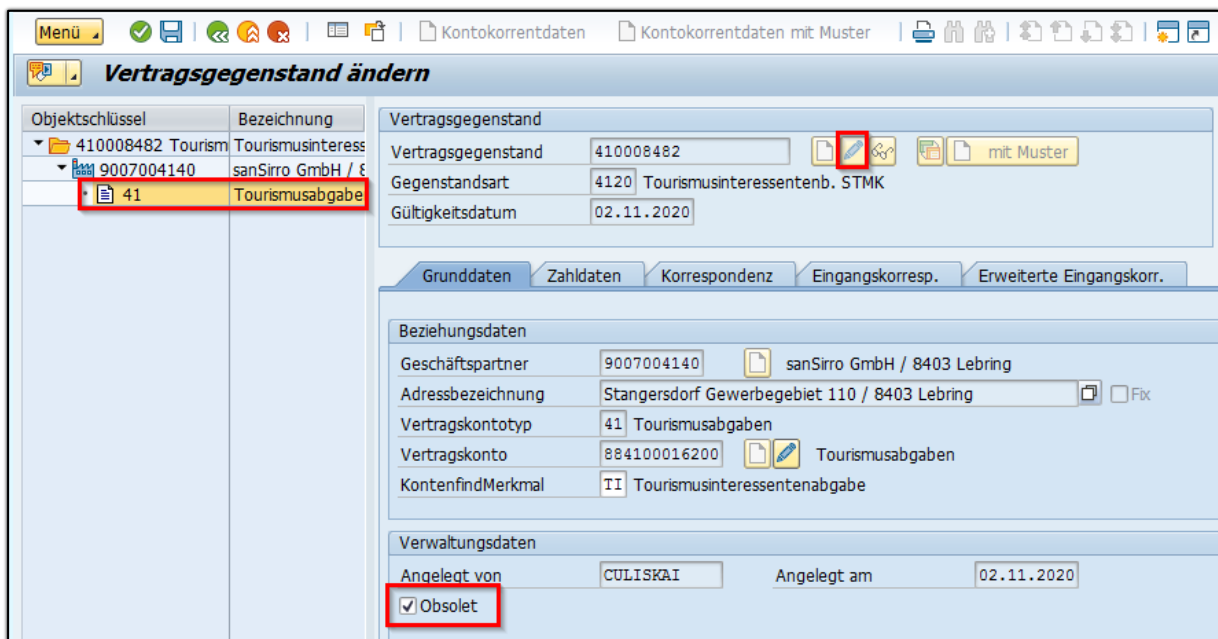 Menü
Kontokorrentdaten Kontokorrentdaten mit Muster
Vertragsgegenstand ändern
Objektschlüssel Bezeichnung
410008482 Tourism Tourismusinteress
9007004140 sanSirro GmbH / 8
41 Tourismusabgabe
Vertragsgegenstand
Vertragsgegenstand 410008482 mit Muster
Gegenstandsart 4120 Tourismusinteressentenb. STMK
Gültigkeitsdatum 02.11.2020
Grunddaten Zahldaten Korrespondenz Eingangskorresp. Erweiterte Eingangskorr.
Beziehungsdaten
Geschäftspartner 9007004140 sanSirro GmbH / 8403 Lebring
Adressbezeichnung Stangersdorf Gewerbegebiet 110 / 8403 Lebring Fix
Vertragskontotyp 41 Tourismusabgaben
Vertragskonto 884100016200 Tourismusabgaben
KontenfindMerkmal TI Tourismusinteressentenabgabe
Verwaltungsdaten
Angelegt von CULISKAI Angelegt am 02.11.2020
Obsolet